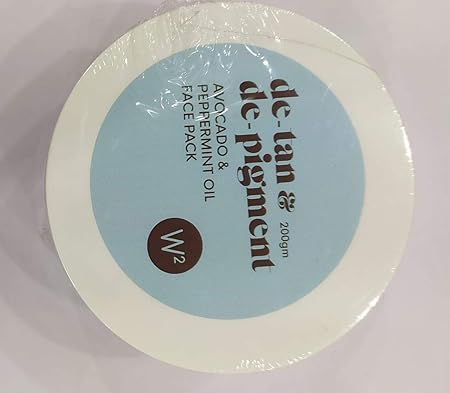 de-tan &
de-pigment
200gm
AVOCADO &
PEPPERMINT OIL
FACE PACK
W²